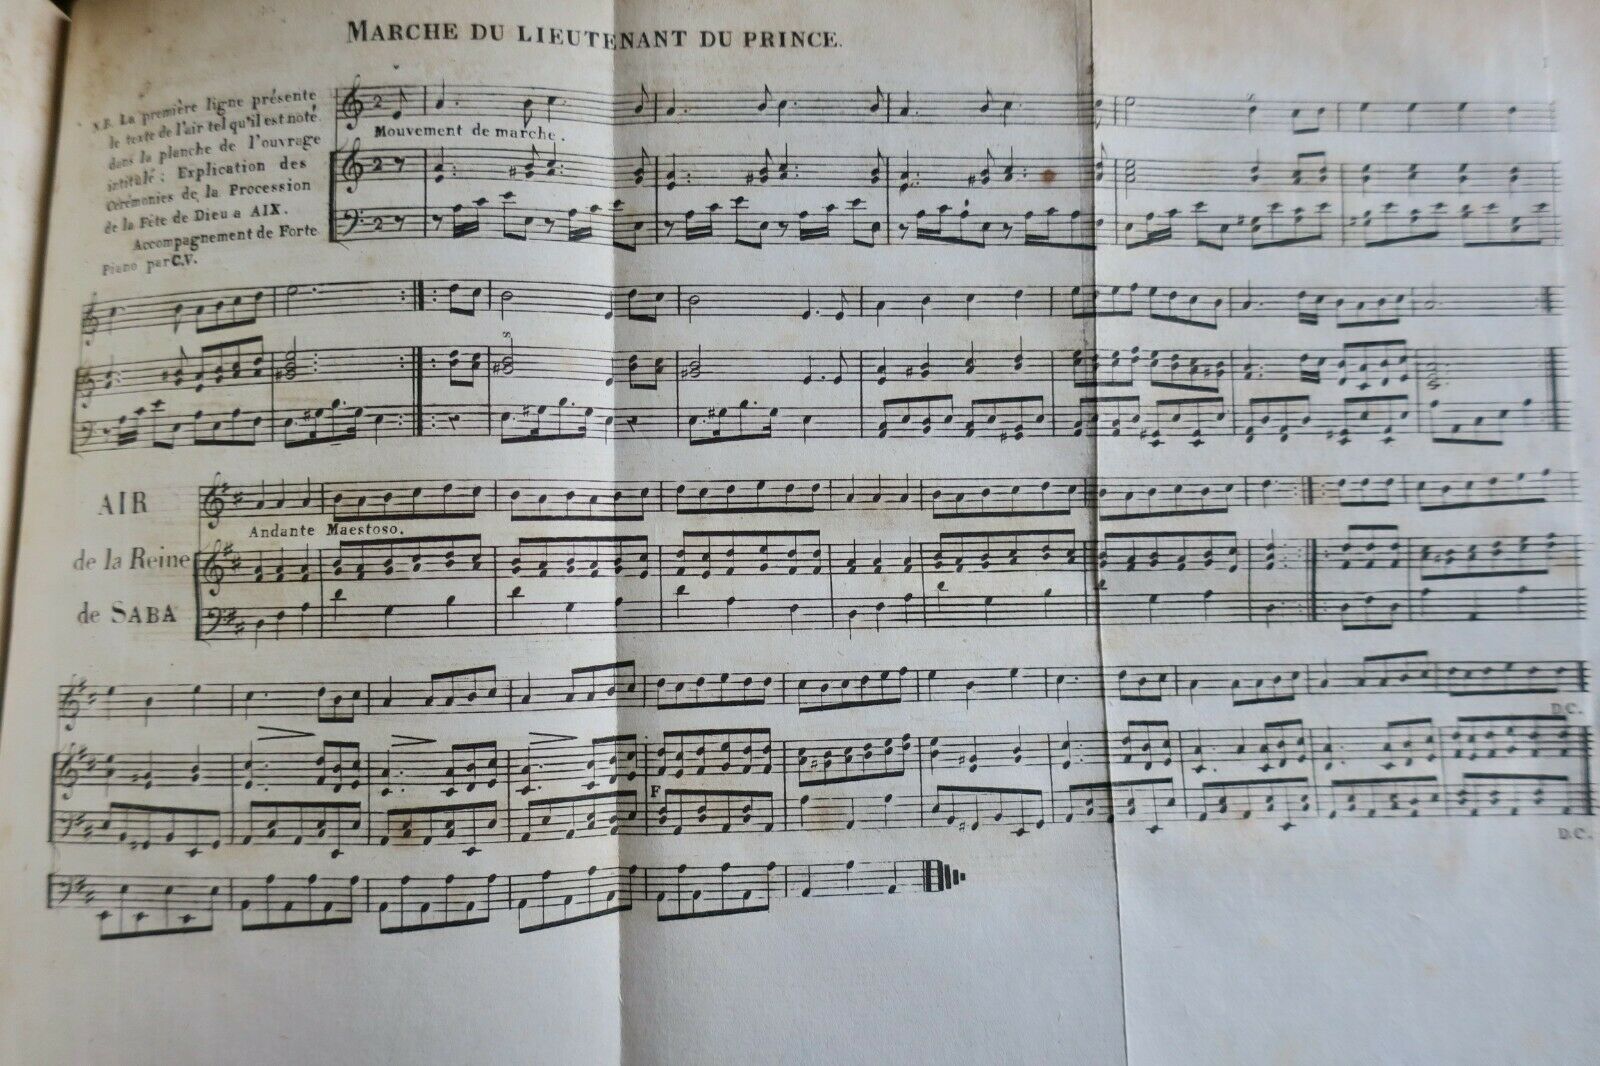 MARCHE DU LIEUTENANT DU PRINCE.
N.B. La première ligne présente
le texte de l'air tel qu'il est noté.
dans la planche de l'ouvrage
intitulé : Explication des
Cérémonies de la Procession
de la Fête de Dieu a AIX.
Accompagnement de Forte
Piano par C.V.
Mouvement de marche.
AIR
de la Reine
de SABA
Andante Maestoso.
D.C.
F
D.C.